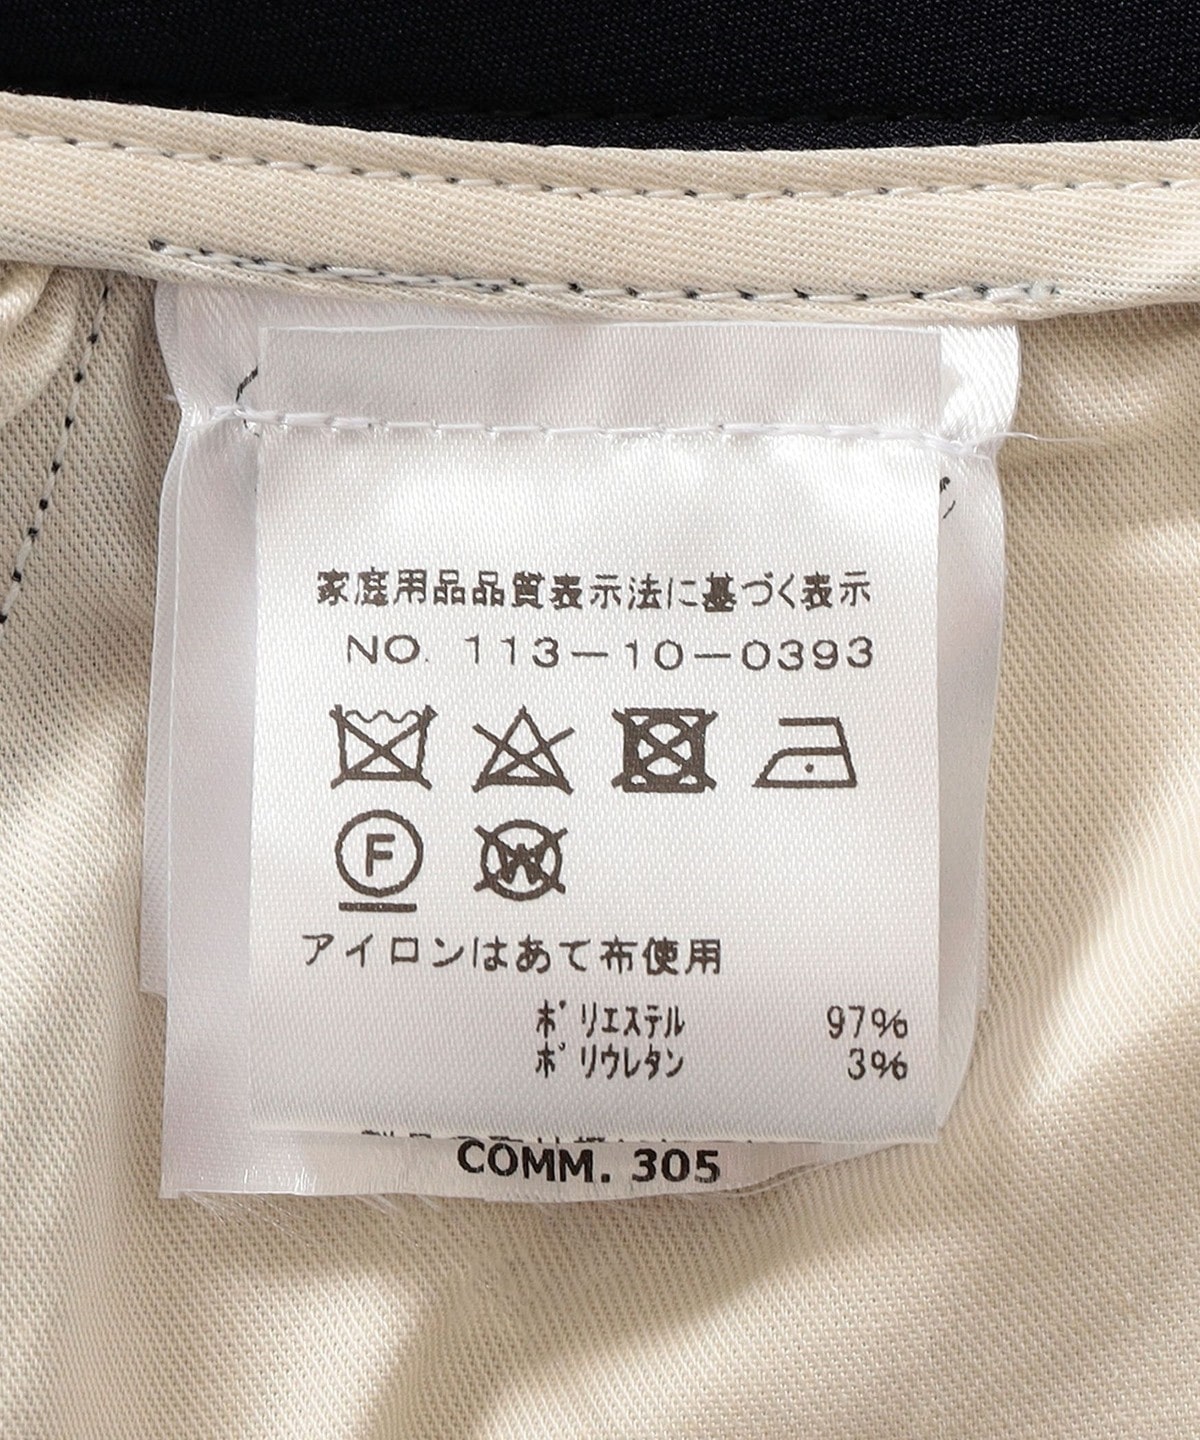 家庭用品品質表示法に基づく表示
NO. 113-10-0393
F W
アイロンはあて布使用
ポリエステル 97%
ポリウレタン 3%
COMM. 305